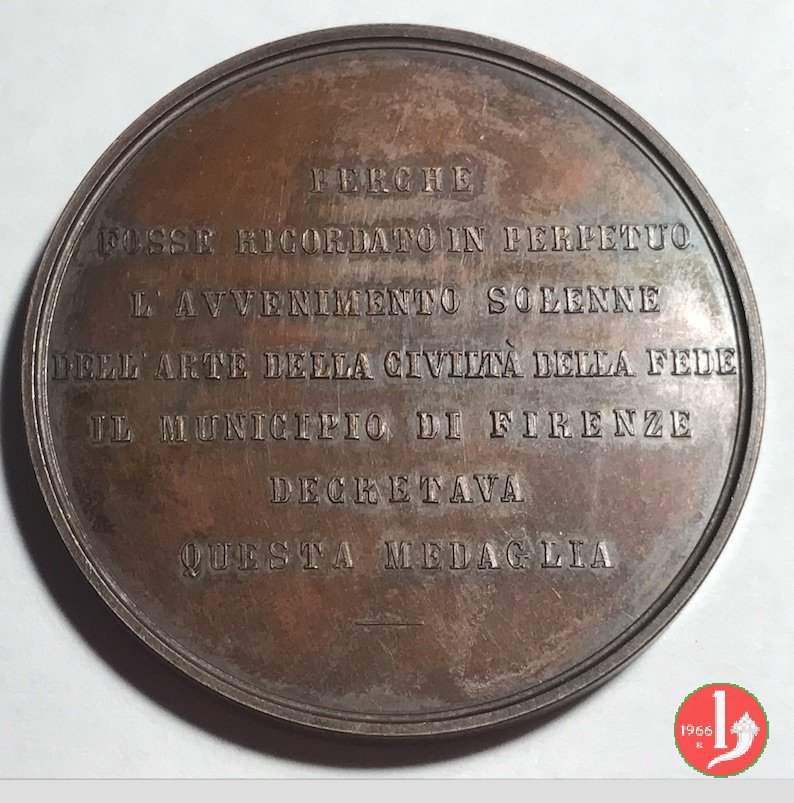 PERCHÈ
FOSSE RICORDATO IN PERPETUO
L'AVVENIMENTO SOLENNE
DELL'ARTE DELLA CIVILTÀ DELLA FEDE
IL MUNICIPIO DI FIRENZE
DECRETAVA
QUESTA MEDAGLIA
1966
R